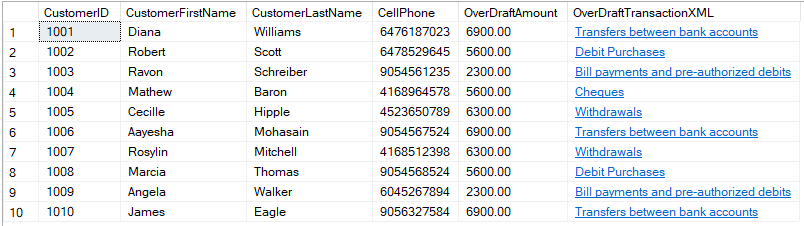 CustomerID CustomerFirstName CustomerLastName CellPhone OverDraftAmount OverDraftTransactionXML
1 1001 Diana Williams 6476187023 6900.00 Transfers between bank accounts
2 1002 Robert Scott 6478529645 5600.00 Debit Purchases
3 1003 Ravon Schreiber 9054561235 2300.00 Bill payments and pre-authorized debits
4 1004 Mathew Baron 4168964578 5600.00 Cheques
5 1005 Cecille Hipple 4523650789 6300.00 Withdrawals
6 1006 Aayesha Mohasain 9054567524 6900.00 Transfers between bank accounts
7 1007 Rosylin Mitchell 4168512398 6300.00 Withdrawals
8 1008 Marcia Thomas 9054568524 5600.00 Debit Purchases
9 1009 Angela Walker 6045267894 2300.00 Bill payments and pre-authorized debits
10 1010 James Eagle 9056327584 6900.00 Transfers between bank accounts